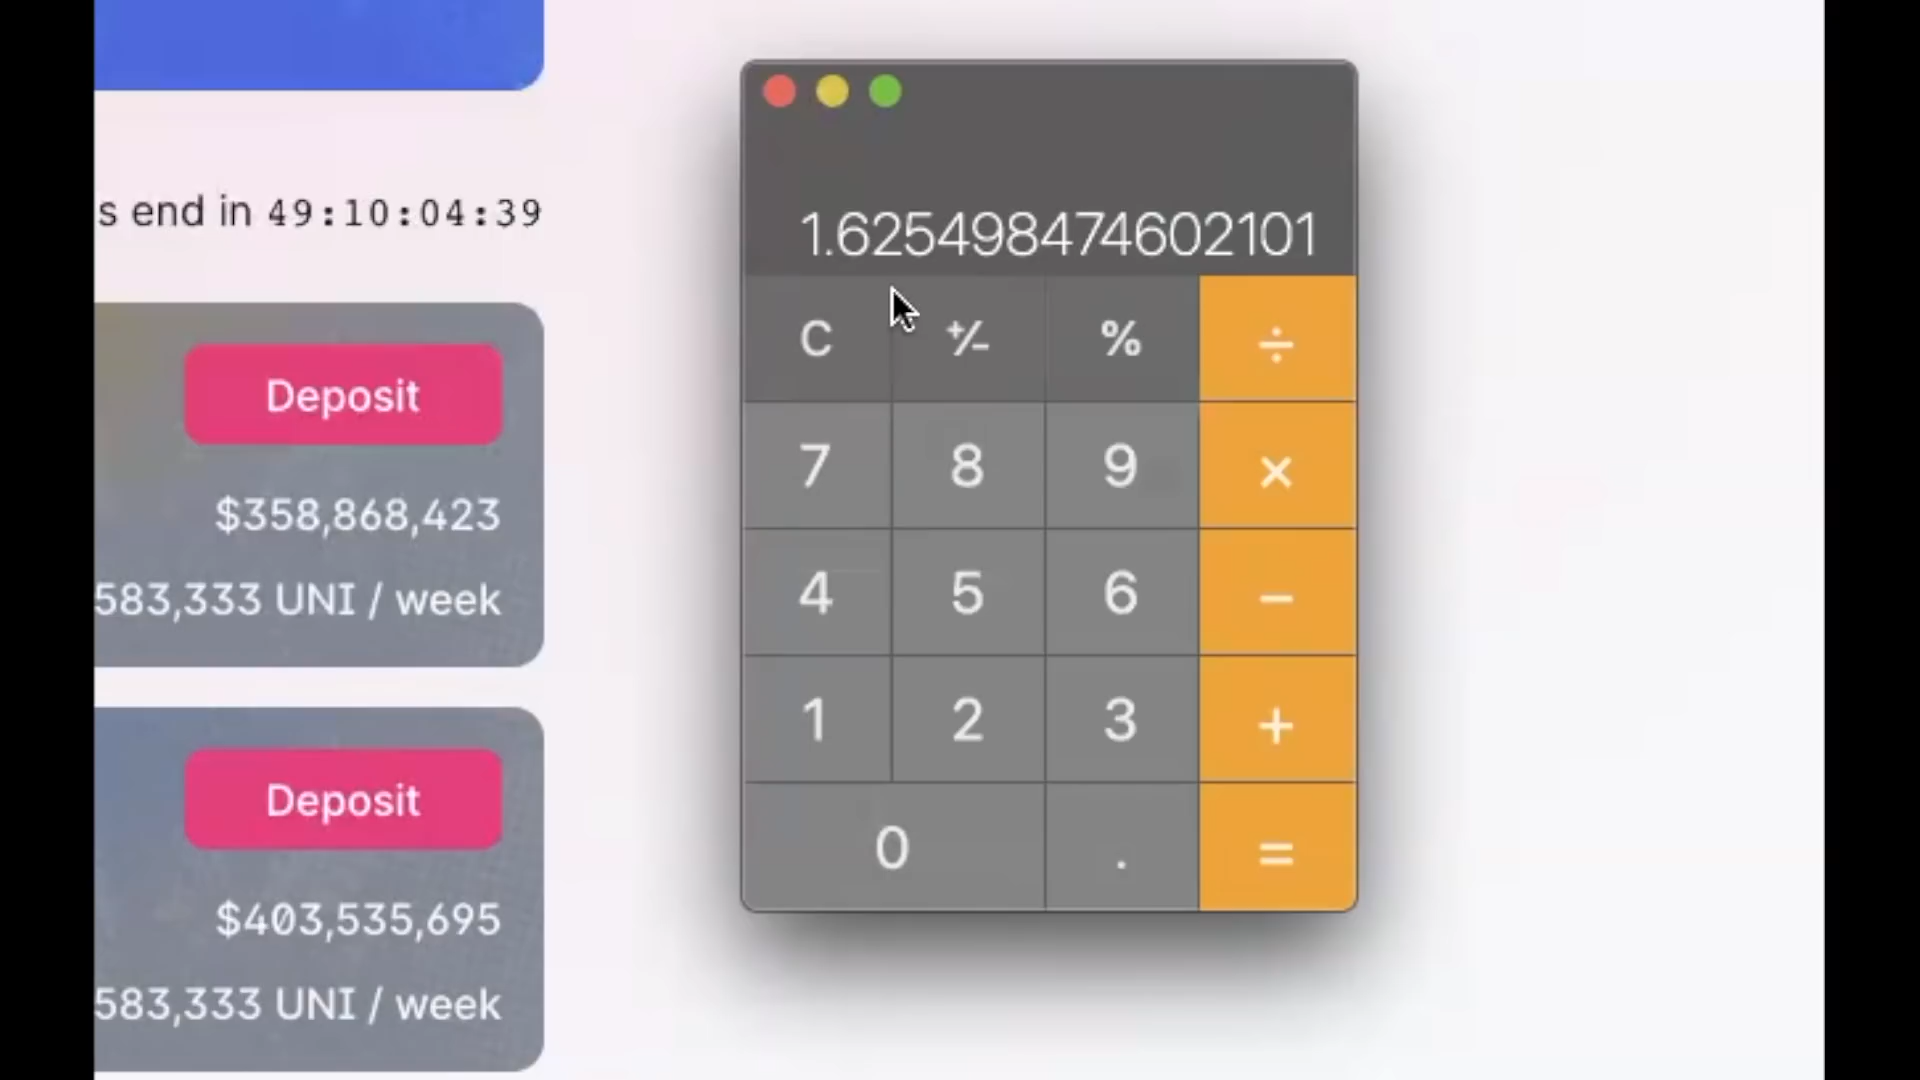 s end in 49:10:04:39
Deposit
$358,868,423
583,333 UNI / week
Deposit
$403,535,695
583,333 UNI / week
1.625498474602101
C +/- % ÷
7 8 9 ×
4 5 6 −
1 2 3 +
0 . =